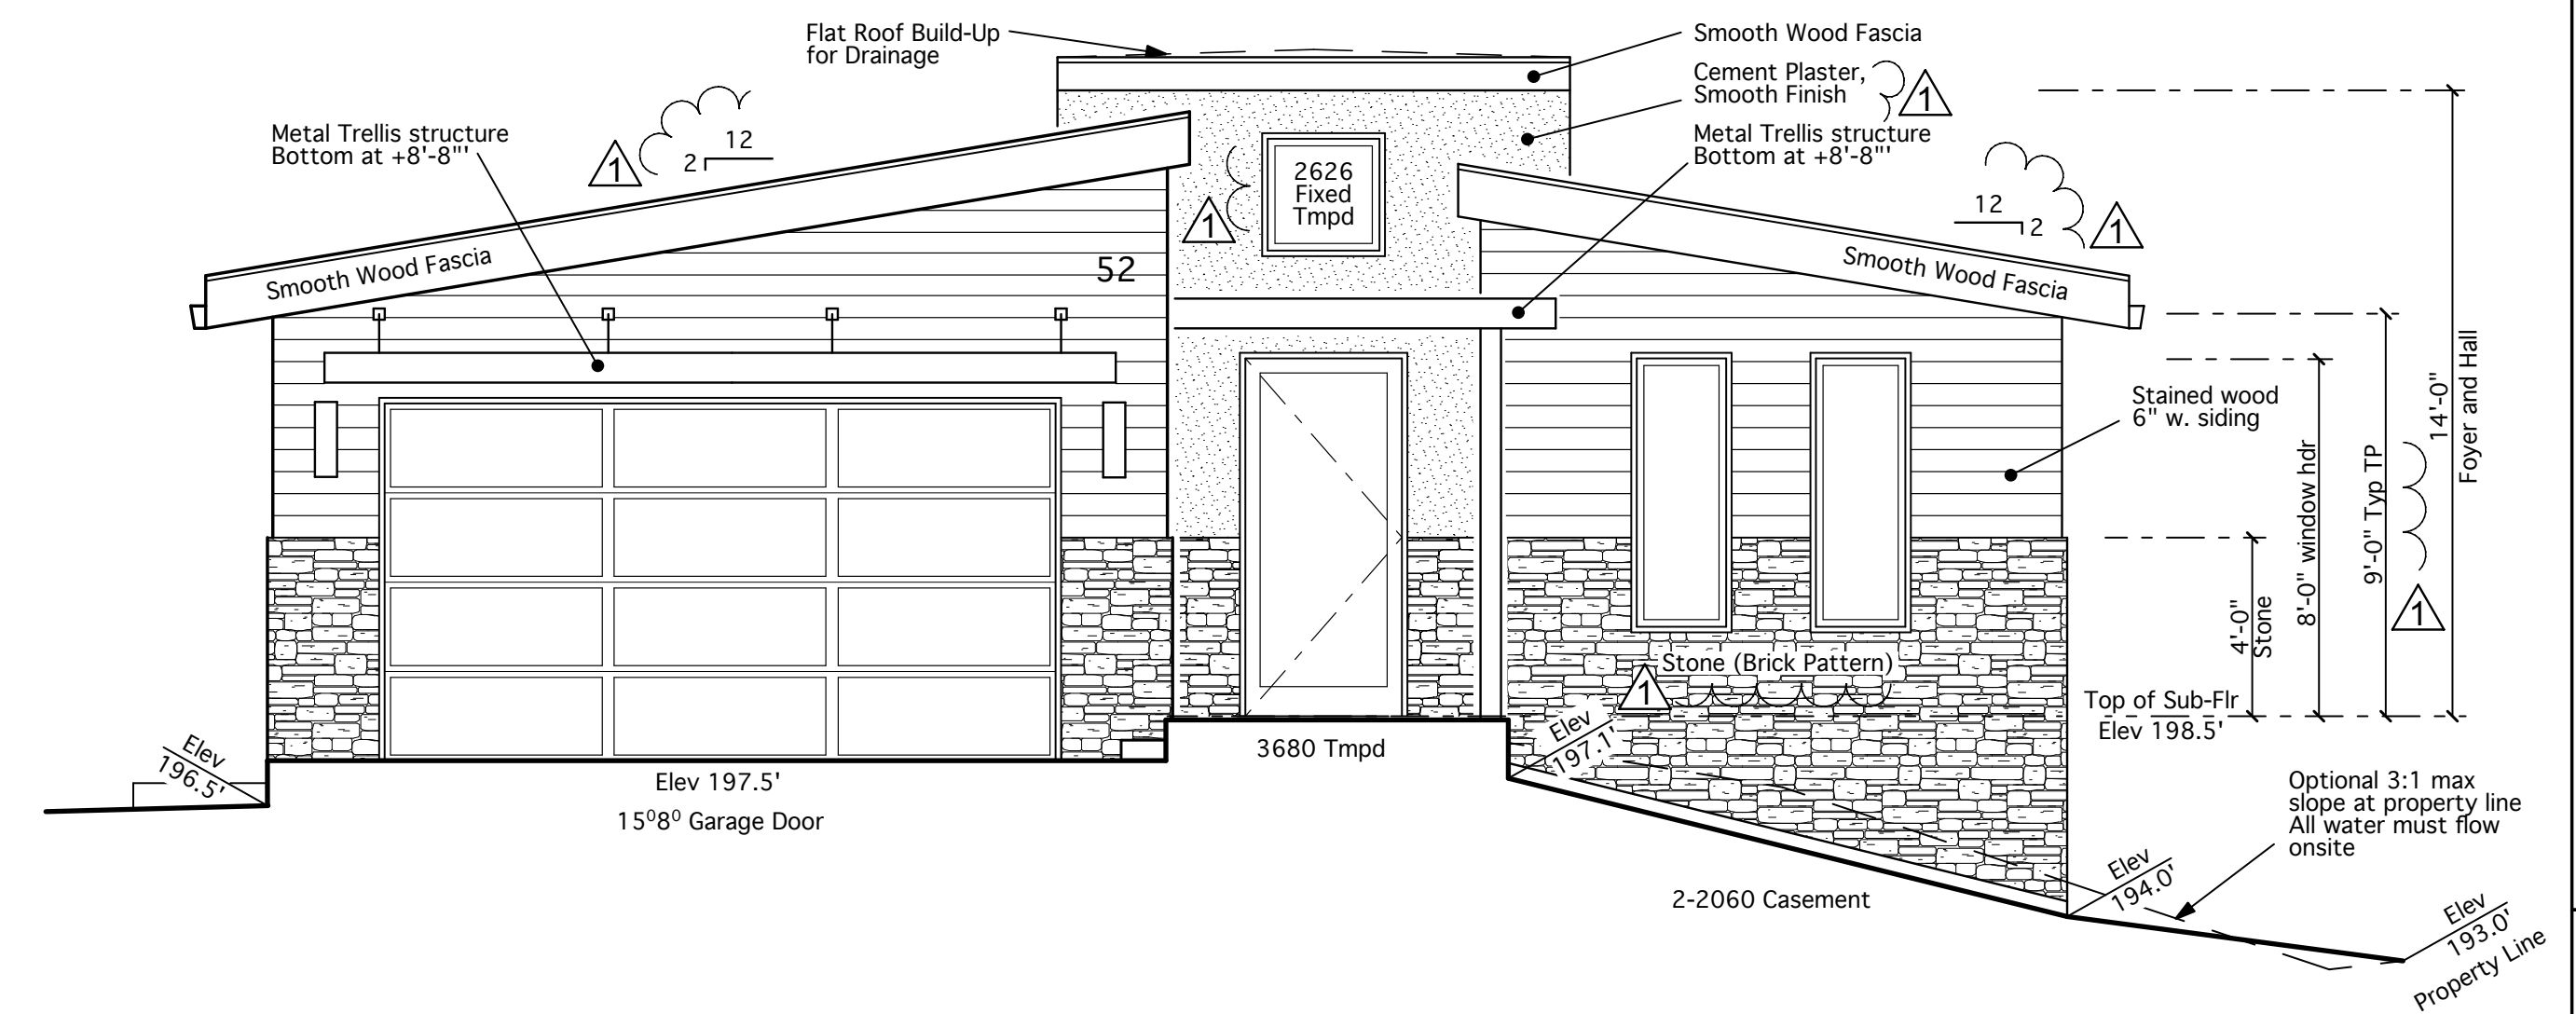 Flat Roof Build-Up
for Drainage
Smooth Wood Fascia
Cement Plaster,
Smooth Finish
1
Metal Trellis structure
Bottom at +8'-8"'
Metal Trellis structure
Bottom at +8'-8"'
1
12
2
2626
Fixed
Tmpd
1
12
2
1
Smooth Wood Fascia
52
Smooth Wood Fascia
Stained wood
6" w. siding
4'-0"
Stone
8'-0" window hdr
9'-0" Typ TP
1
14'-0"
Foyer and Hall
Stone (Brick Pattern)
1
Top of Sub-Flr
Elev 198.5'
Elev
196.5'
Elev 197.5'
15⁰8⁰ Garage Door
3680 Tmpd
Elev
197.1'
2-2060 Casement
Optional 3:1 max
slope at property line
All water must flow
onsite
Elev
194.0'
Elev
193.0'
Property Line